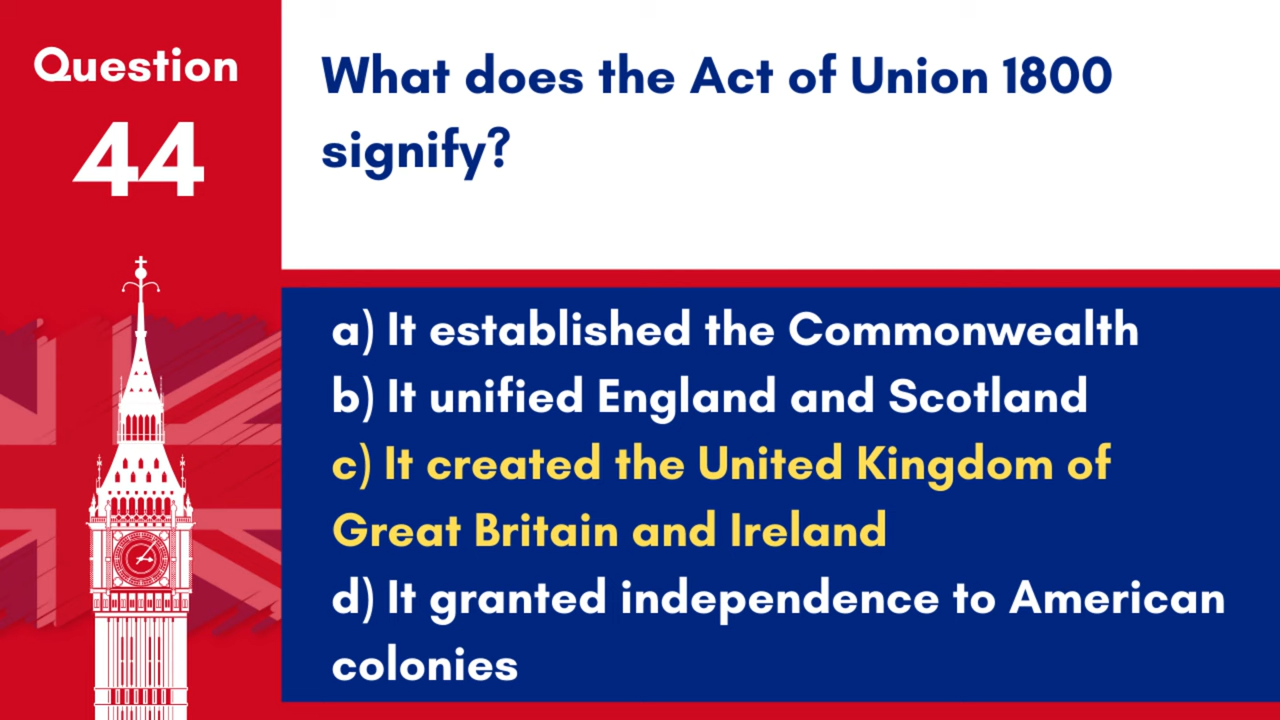 Question
44
What does the Act of Union 1800
signify?
a) It established the Commonwealth
b) It unified England and Scotland
c) It created the United Kingdom of
Great Britain and Ireland
d) It granted independence to American
colonies